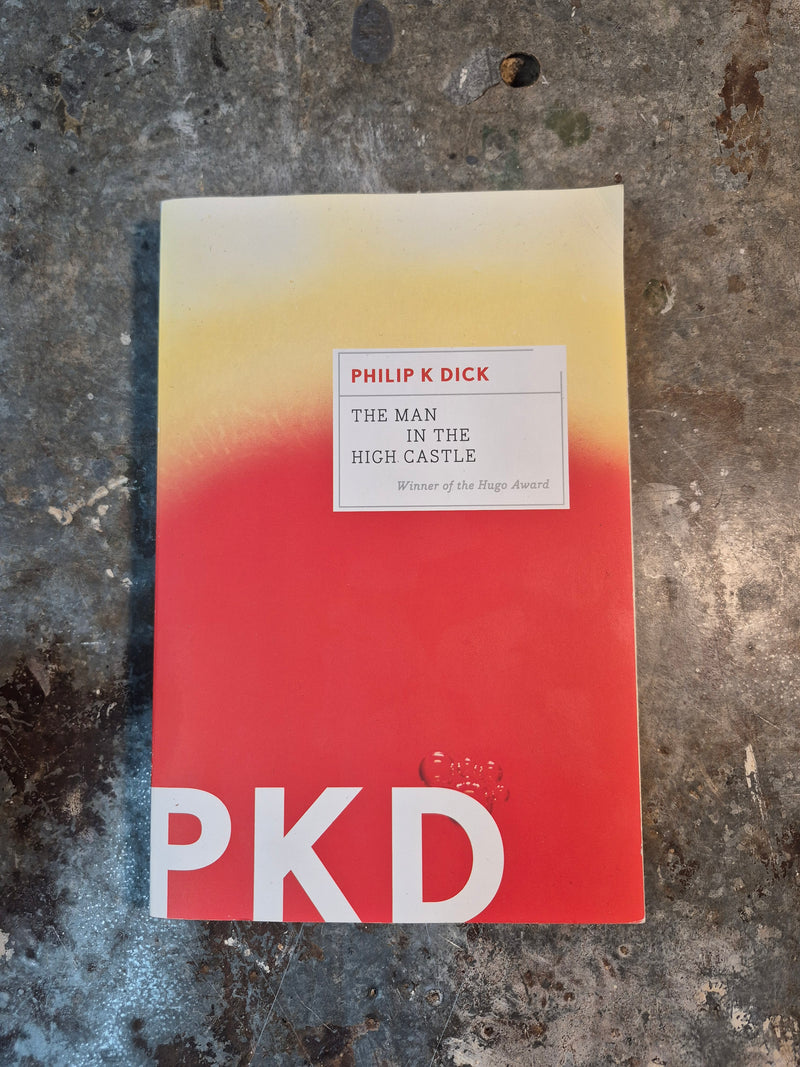 PHILIP K DICK
THE MAN
IN THE
HIGH CASTLE
Winner of the Hugo Award
PKD